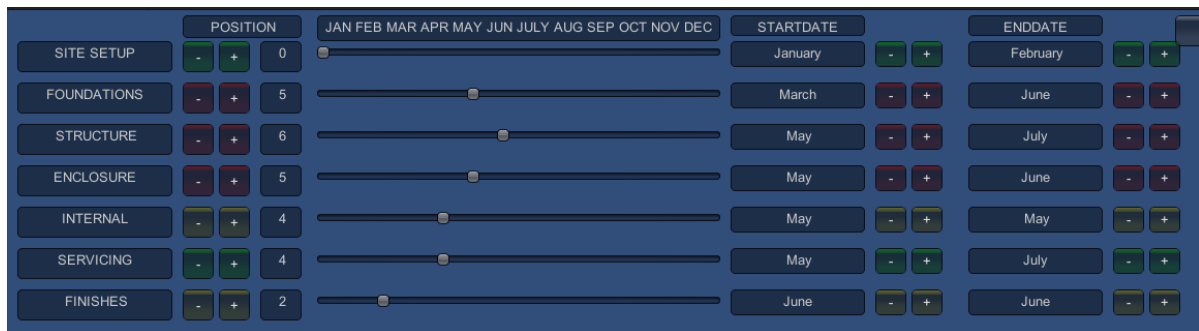 POSITION JAN FEB MAR APR MAY JUN JULY AUG SEP OCT NOV DEC STARTDATE ENDDATE
SITE SETUP - + 0 January - + February - +
FOUNDATIONS - + 5 March - + June - +
STRUCTURE - + 6 May - + July - +
ENCLOSURE - + 5 May - + June - +
INTERNAL - + 4 May - + May - +
SERVICING - + 4 May - + July - +
FINISHES - + 2 June - + June - +